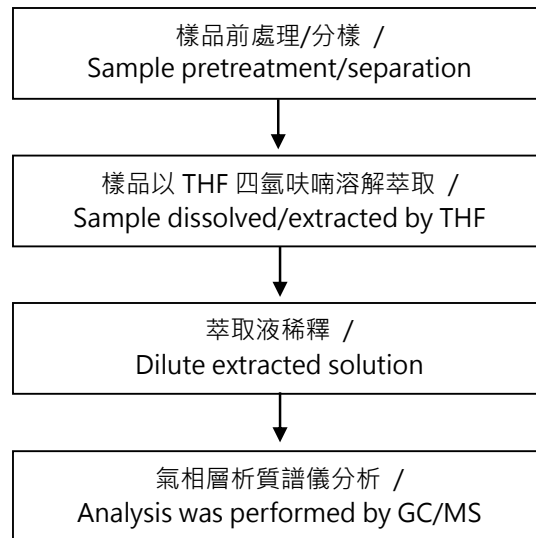 樣品前處理/分樣 /
Sample pretreatment/separation
樣品以 THF 四氫呋喃溶解萃取 /
Sample dissolved/extracted by THF
萃取液稀釋 /
Dilute extracted solution
氣相層析質譜儀分析 /
Analysis was performed by GC/MS